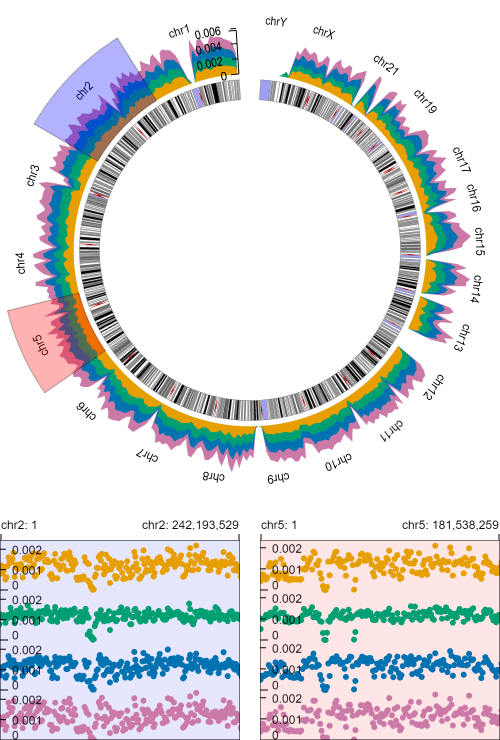 0.006
0.004
0.002
0
chrY
chrX
chr21
chr19
chr17
chr16
chr15
chr14
chr13
chr12
chr11
chr10
chr9
chr8
chr7
chr6
chr5
chr4
chr3
chr2
chr1
chr2: 1 chr2: 242,193,529
0.002
0.001
0
0.002
0.001
0
0.002
0.001
0
0.002
0.001
chr5: 1 chr5: 181,538,259
0.002
0.001
0
0.002
0.001
0
0.002
0.001
0
0.002
0.001